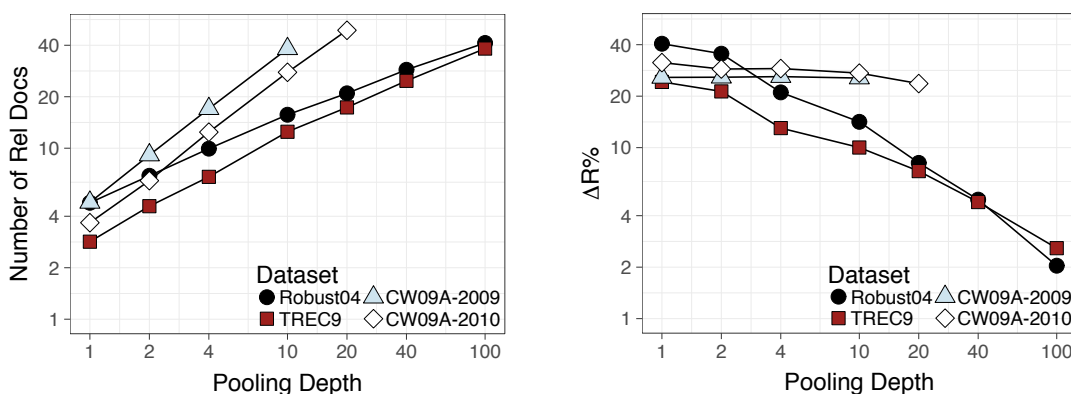 Number of Rel Docs
40
20
10
4
2
1
1 2 4 10 20 40 100
Pooling Depth
Dataset
Robust04 CW09A-2009
TREC9 CW09A-2010
ΔR%
40
20
10
4
2
1
1 2 4 10 20 40 100
Pooling Depth
Dataset
Robust04 CW09A-2009
TREC9 CW09A-2010